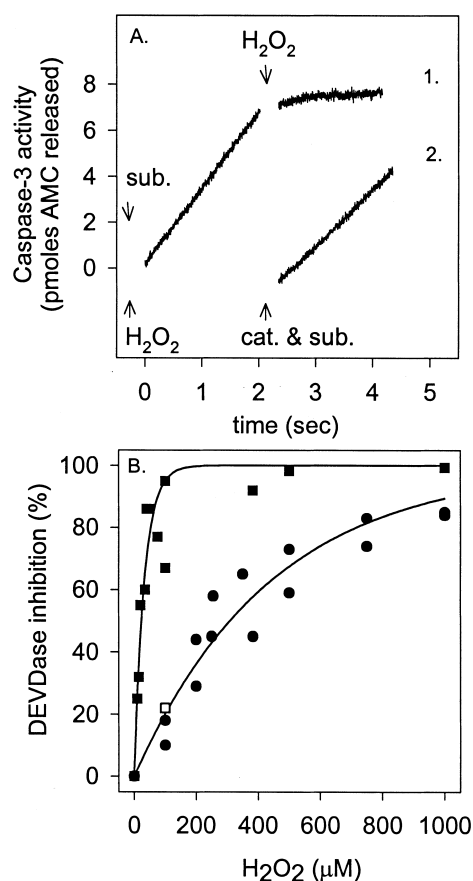 A.
H₂O₂
1.
2.
sub.
H₂O₂
cat. & sub.
8
6
4
2
0
Caspase-3 activity
(pmoles AMC released)
0 1 2 3 4 5
time (sec)
B.
100
80
60
40
20
0
DEVDase inhibition (%)
0 200 400 600 800 1000
H₂O₂ (μM)